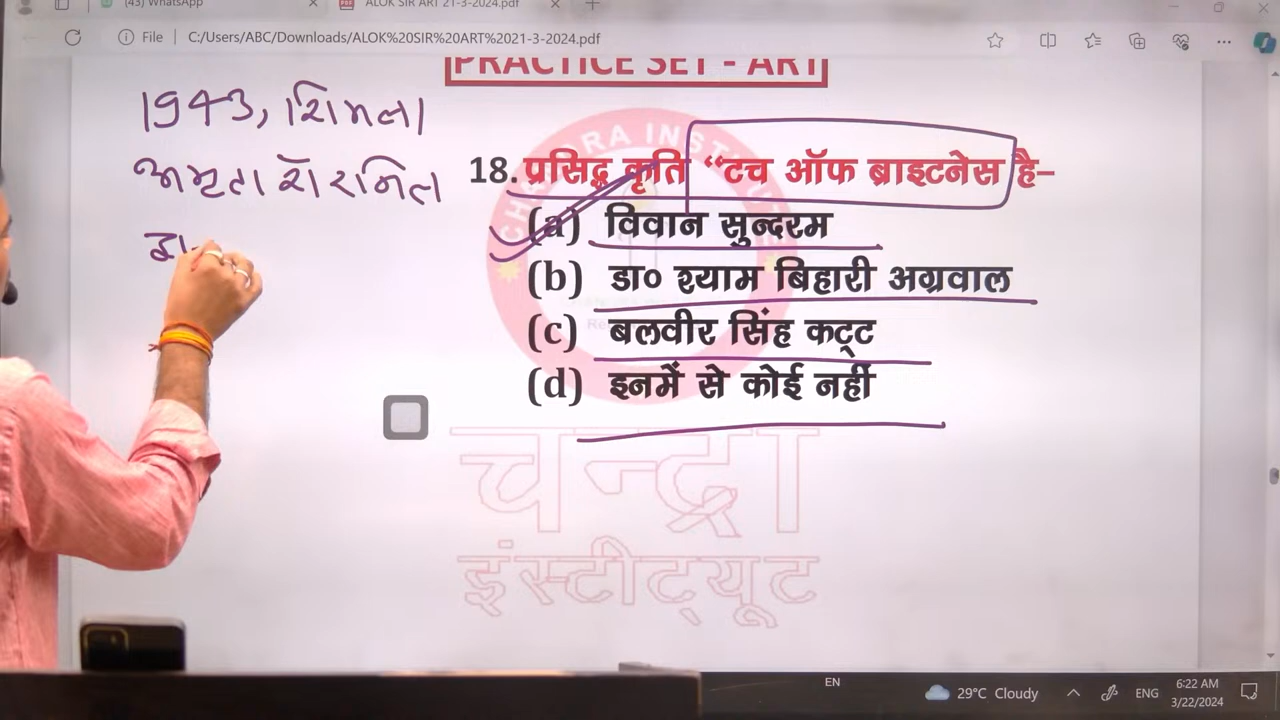 (43) WhatsApp
ALOK SIR ART 21-3-2024.pdf
File
C:/Users/ABC/Downloads/ALOK%20SIR%20ART%2021-3-2024.pdf
PRACTICE SET - ART
1943, शिमला
अमृता शेरगिल
18. प्रसिद्ध कृति “टच ऑफ ब्राइटनेस है–
(a) विवान सुन्दरम
(b) डा० श्याम बिहारी अग्रवाल
(c) बलवीर सिंह कट्ट
(d) इनमें से कोई नहीं
चन्द्रा
इंस्टीट्यूट
EN
29°C Cloudy
ENG
6:22 AM
3/22/2024